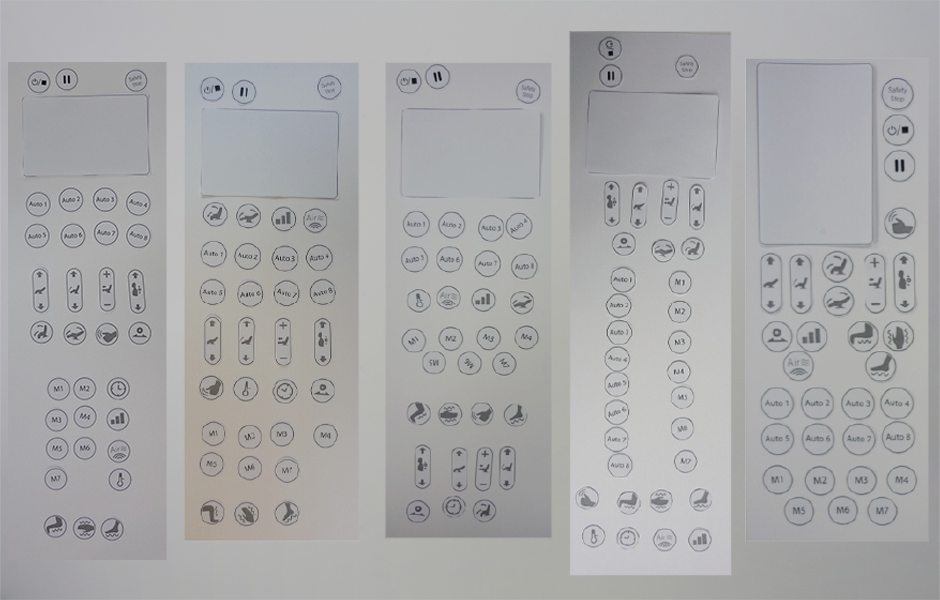 Safety
Stop
Auto 1 Auto 2 Auto 3 Auto 4
Auto 5 Auto 6 Auto 7 Auto 8
M1 M2
M3 M4
M5 M6 Air
M7
Safety
Stop
Air
Auto 1 Auto 2 Auto 3 Auto 4
Auto 5 Auto 6 Auto 7 Auto 8
M1 M2 M3 M4
M5 M6 M7
Safety
Stop
Auto 1 Auto 2 Auto 3 Auto 4
Auto 5 Auto 6 Auto 7 Auto 8
Air
M1 M2 M3 M4
M5 M6 M7
Safety
Stop
Auto 1 M1
Auto 2 M2
Auto 3 M3
Auto 4 M4
Auto 5 M5
Auto 6 M6
Auto 7 M7
Auto 8
Air
Safety
Stop
Air
Auto 1 Auto 2 Auto 3 Auto 4
Auto 5 Auto 6 Auto 7 Auto 8
M1 M2 M3 M4
M5 M6 M7